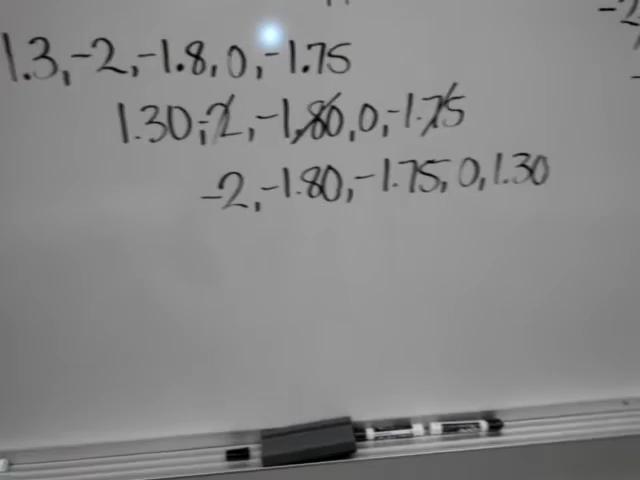 1.3, -2, -1.8, 0, -1.75
1.30, -2, -1.80, 0, -1.75
-2, -1.80, -1.75, 0, 1.30
-2